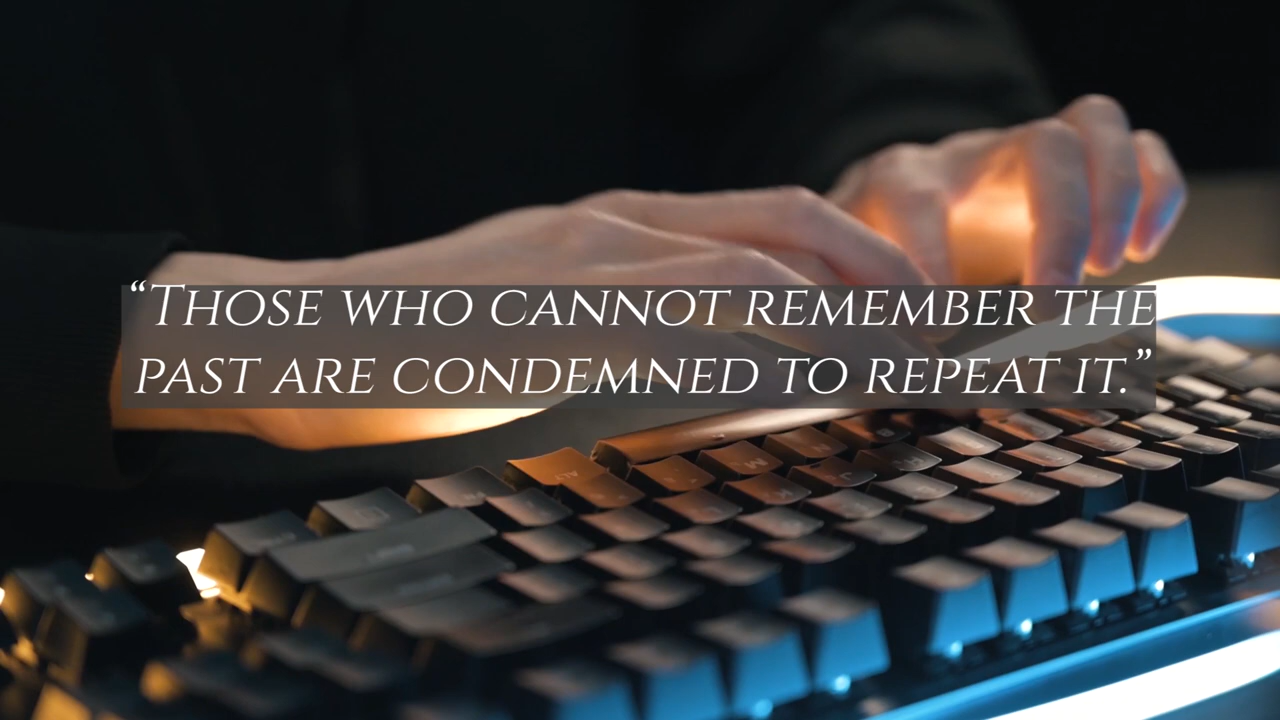 “Those who cannot remember the
past are condemned to repeat it.”